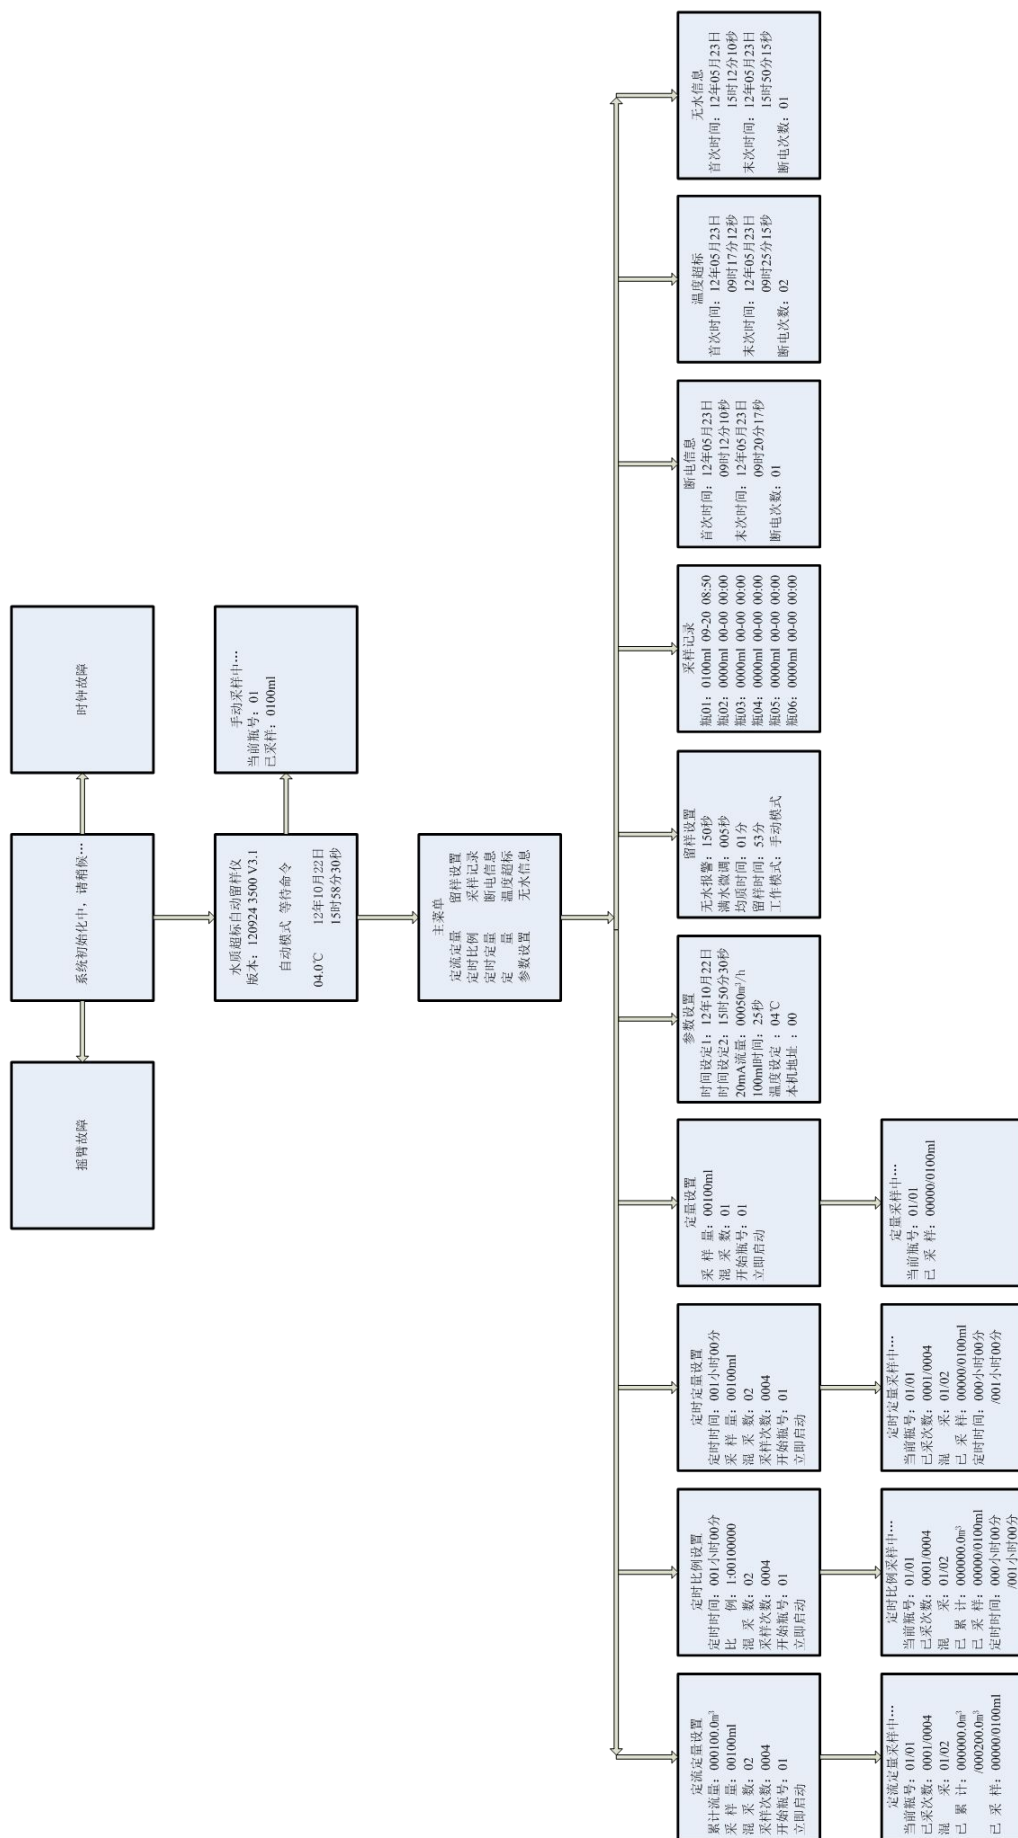 摇臂故障
系统初始化中，请稍候…
时钟故障
水质超标自动留样仪
版本：120924 3500 V3.1
自动模式 等待命令
04.0℃ 12年10月22日
15时58分30秒
手动采样中…
当前瓶号：01
已采样：0100ml
主菜单
定流定量 留样设置
定时比例 采样记录
定时定量 断电信息
定 量 温度超标
参数设置 无水信息
定流定量设置
累计流量：000100.0m³
采 样 量：00100ml
混 采 数：02
采样次数：0004
开始瓶号：01
立即启动
定时比例设置
定时时间：001小时00分
比 例：1:00100000
混 采 数：02
采样次数：0004
开始瓶号：01
立即启动
定时定量设置
定时时间：001小时00分
采 样 量：00100ml
混 采 数：02
采样次数：0004
开始瓶号：01
立即启动
定量设置
采 样 量：00100ml
混 采 数：01
开始瓶号：01
立即启动
参数设置
时间设定1：12年10月22日
时间设定2：15时50分30秒
20mA流量：00050m³/h
100ml时间：25秒
温度设定 ：04℃
本机地址 ：00
留样设置
无水报警：150秒
满水微调：005秒
均质时间：01分
留样时间：53分
工作模式：手动模式
采样记录
瓶01：0100ml 09-20 08:50
瓶02：0000ml 00-00 00:00
瓶03：0000ml 00-00 00:00
瓶04：0000ml 00-00 00:00
瓶05：0000ml 00-00 00:00
瓶06：0000ml 00-00 00:00
断电信息
首次时间：12年05月23日
09时12分10秒
末次时间：12年05月23日
09时20分17秒
断电次数：01
温度超标
首次时间：12年05月23日
09时17分12秒
末次时间：12年05月23日
09时25分15秒
断电次数：02
无水信息
首次时间：12年05月23日
15时12分10秒
末次时间：12年05月23日
15时50分15秒
断电次数：01
定流定量采样中…
当前瓶号：01/01
已采次数：0001/0004
混 采：01/02
已 累 计：000000.0m³
/000200.0m³
已 采 样：00000/0100ml
定时比例采样中…
当前瓶号：01/01
已采次数：0001/0004
混 采：01/02
已 累 计：000000.0m³
已 采 样：00000/0100ml
定时时间：000小时00分
/001小时00分
定时定量采样中…
当前瓶号：01/01
已采次数：0001/0004
混 采：01/02
已 采 样：00000/0100ml
定时时间：000小时00分
/001小时00分
定量采样中…
当前瓶号：01/01
已 采 样：00000/0100ml